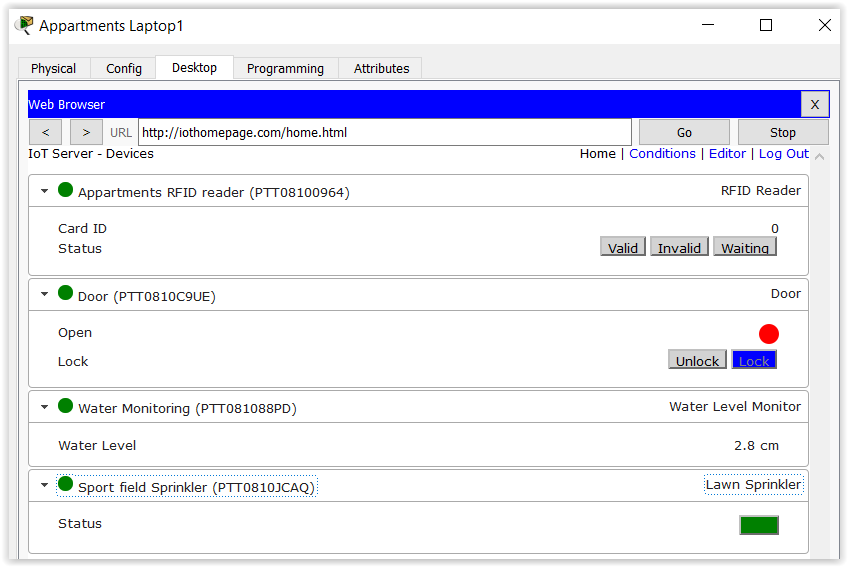 Appartments Laptop1
Physical Config Desktop Programming Attributes
Web Browser X
< > URL http://iothomepage.com/home.html Go Stop
IoT Server - Devices Home | Conditions | Editor | Log Out
Appartments RFID reader (PTT08100964) RFID Reader
Card ID 0
Status Valid Invalid Waiting
Door (PTT0810C9UE) Door
Open
Lock Unlock Lock
Water Monitoring (PTT081088PD) Water Level Monitor
Water Level 2.8 cm
Sport field Sprinkler (PTT0810JCAQ) Lawn Sprinkler
Status